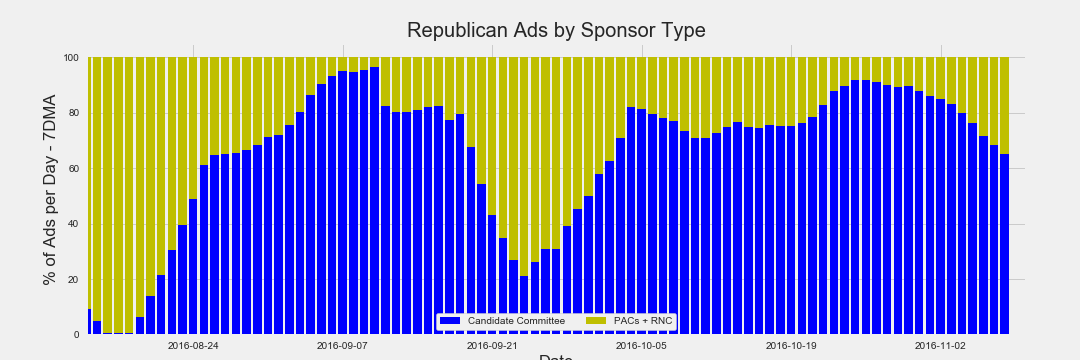 Republican Ads by Sponsor Type
% of Ads per Day - 7DMA
100
80
60
40
20
0
Candidate Committee PACs + RNC
2016-08-24 2016-09-07 2016-09-21 2016-10-05 2016-10-19 2016-11-02
Date